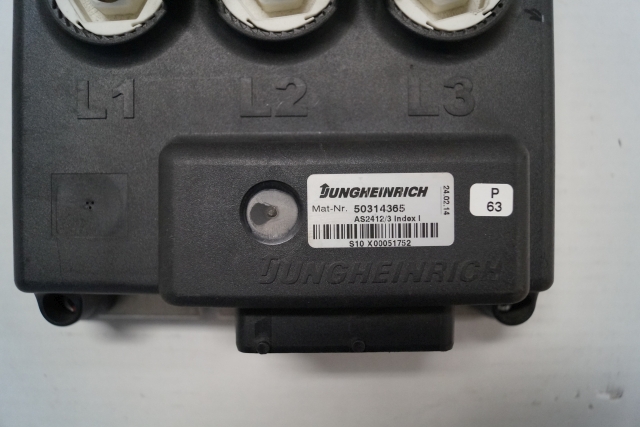 L1 L2 L3
JUNGHEINRICH
Mat-Nr. 50314365
AS2412/3 Index I
S10 X00051752
24.02.14
P
63
JUNGHEINRICH